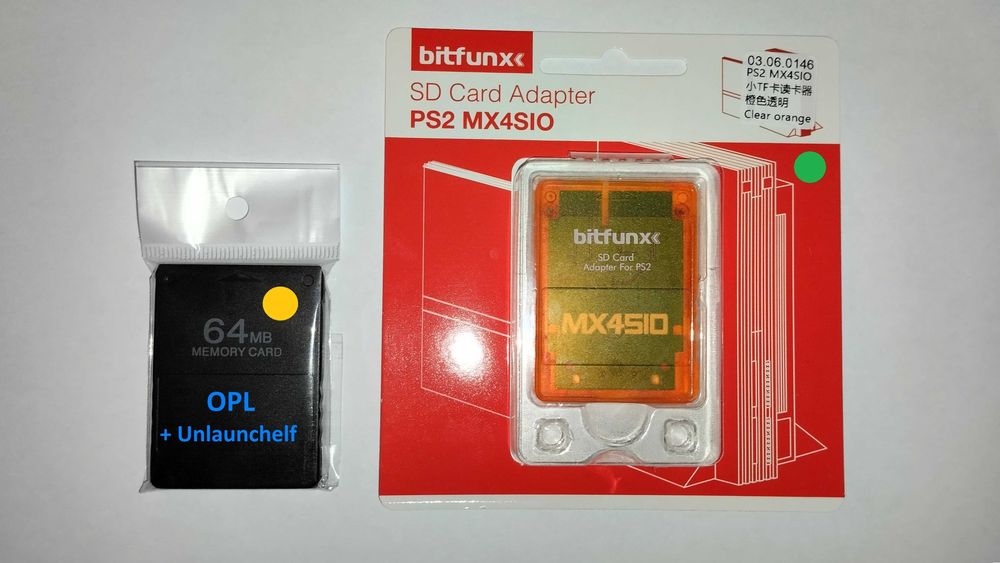 64MB
MEMORY CARD
OPL
+ Unlaunchelf
bitfunx
SD Card Adapter
PS2 MX4SIO
03.06.0146
PS2 MX4SIO
小TF卡读卡器
橙色透明
Clear orange
bitfunx
SD Card
Adapter For PS2
MX4SIO